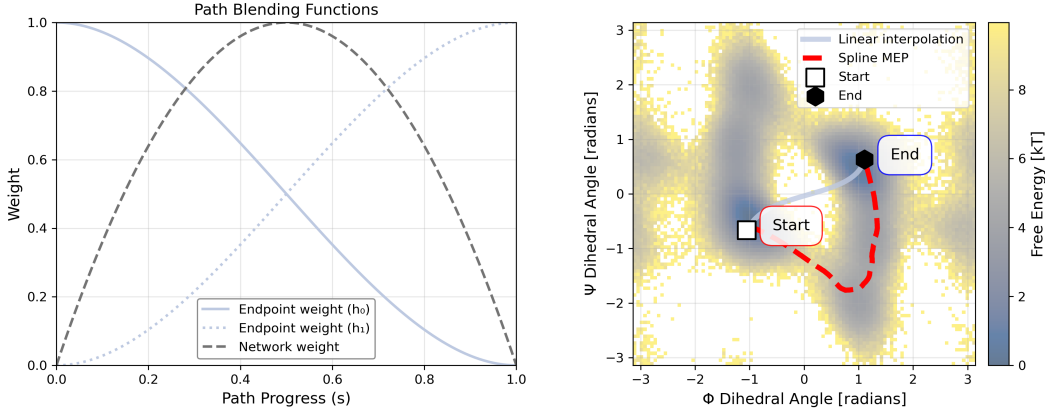 Path Blending Functions
Weight
1.0
0.8
0.6
0.4
0.2
0.0
Endpoint weight (h₀)
Endpoint weight (h₁)
Network weight
0.0 0.2 0.4 0.6 0.8 1.0
Path Progress (s)
Ψ Dihedral Angle [radians]
3
2
1
0
−1
−2
−3
Linear interpolation
Spline MEP
Start
End
End
Start
−3 −2 −1 0 1 2 3
Φ Dihedral Angle [radians]
8
6
4
2
0
Free Energy [kT]